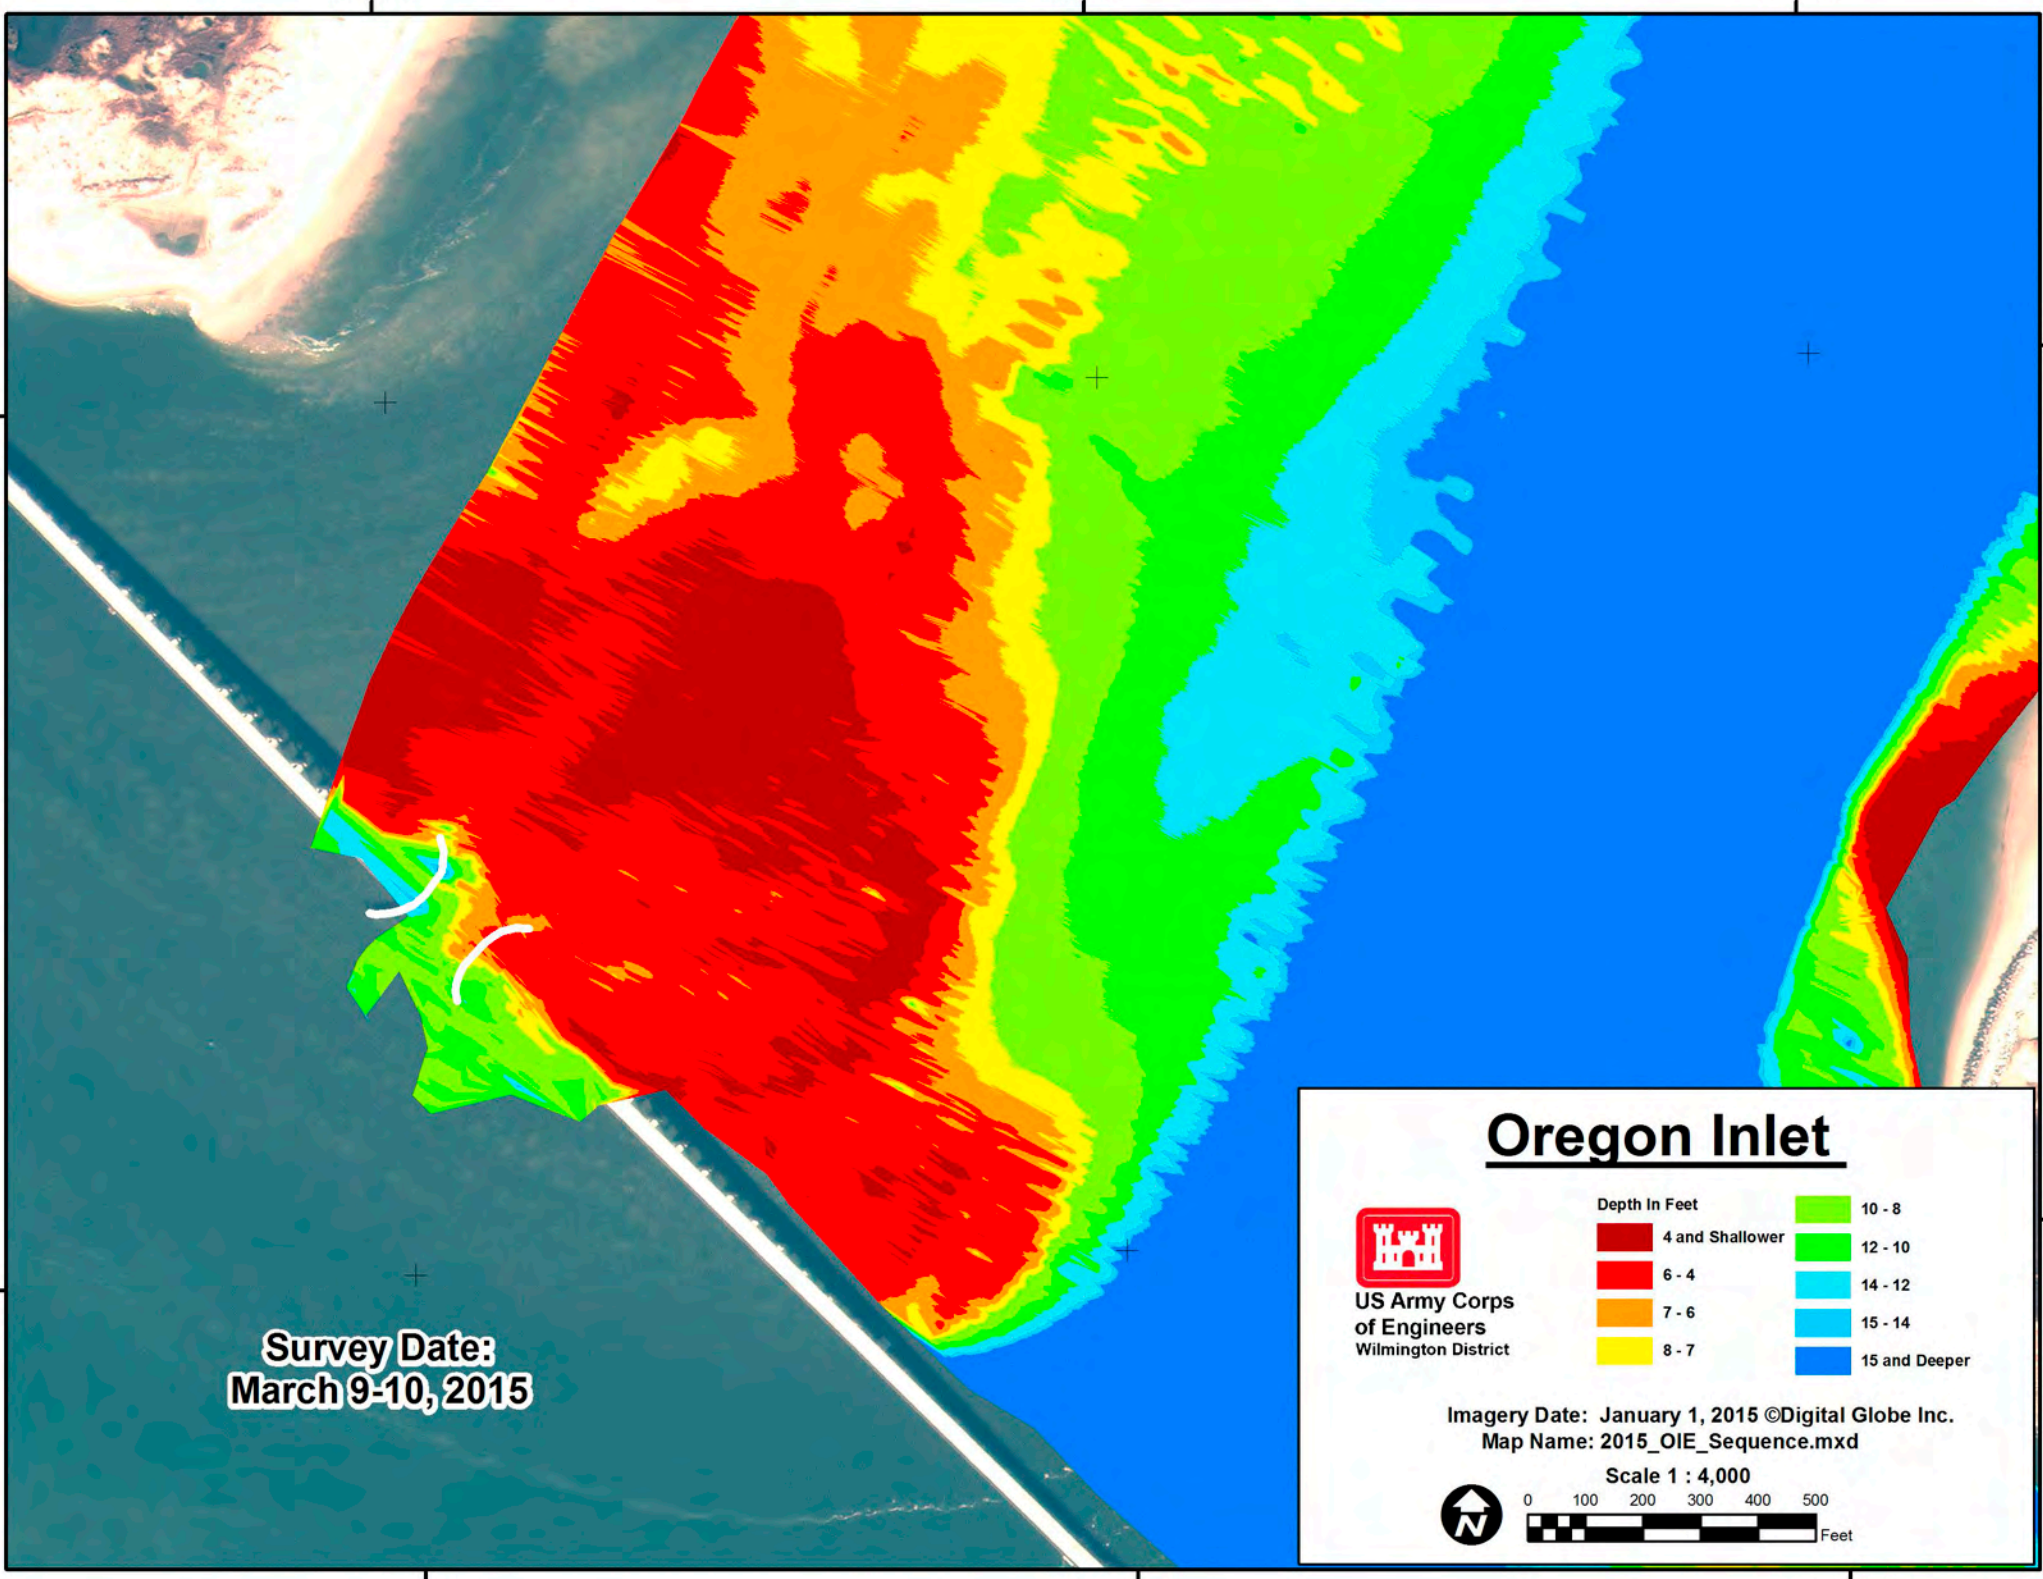 Survey Date:
March 9-10, 2015
Oregon Inlet
US Army Corps
of Engineers
Wilmington District
Depth In Feet
4 and Shallower
6 - 4
7 - 6
8 - 7
10 - 8
12 - 10
14 - 12
15 - 14
15 and Deeper
Imagery Date: January 1, 2015 ©Digital Globe Inc.
Map Name: 2015_OIE_Sequence.mxd
Scale 1 : 4,000
N
0 100 200 300 400 500
Feet